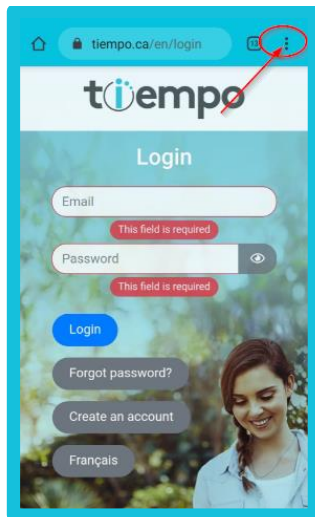 tiempo.ca/en/login
tiempo
Login
Email
This field is required
Password
This field is required
Login
Forgot password?
Create an account
Français